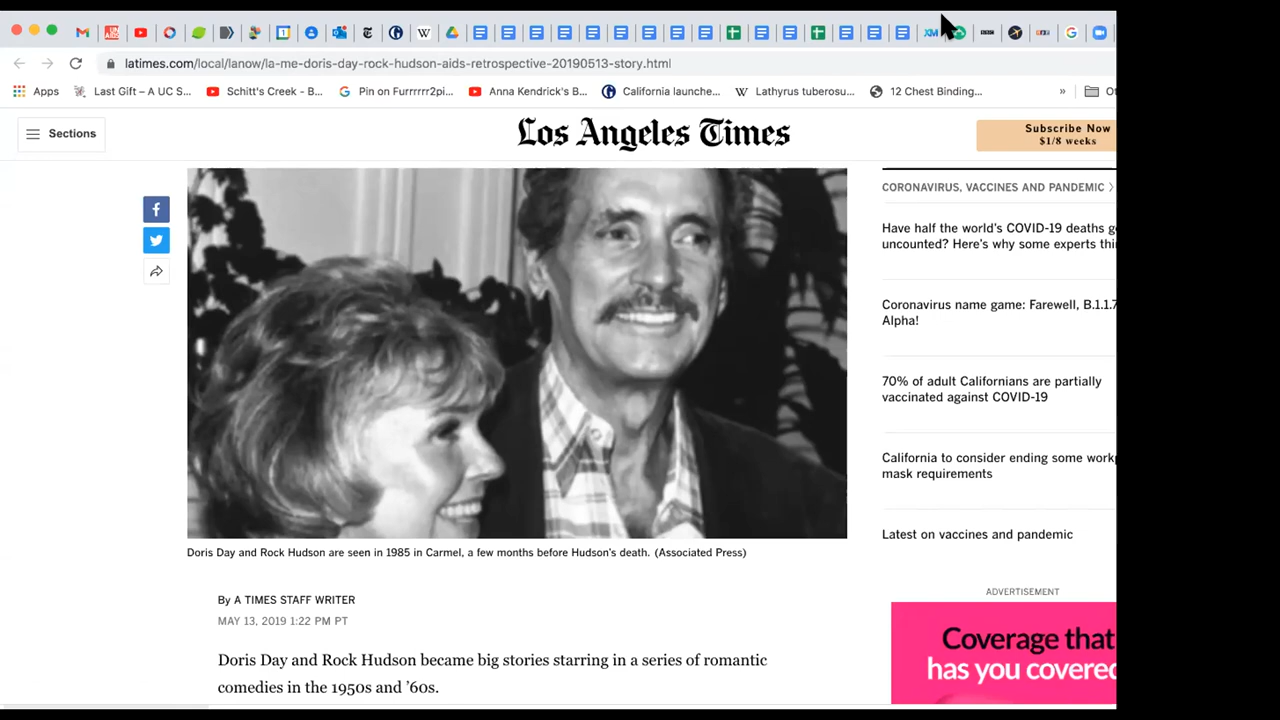 latimes.com/local/lanow/la-me-doris-day-rock-hudson-aids-retrospective-20190513-story.html
Apps Last Gift – A UC S... Schitt's Creek - B... Pin on Furrrrrr2pi... Anna Kendrick's B... California launche... Lathyrus tuberosu... 12 Chest Binding... »
Sections
Los Angeles Times
Subscribe Now
$1/8 weeks
CORONAVIRUS, VACCINES AND PANDEMIC
Have half the world's COVID-19 deaths
uncounted? Here's why some experts
Coronavirus name game: Farewell, B.1.1.7
Alpha!
70% of adult Californians are partially
vaccinated against COVID-19
California to consider ending some
mask requirements
Latest on vaccines and pandemic
Doris Day and Rock Hudson are seen in 1985 in Carmel, a few months before Hudson's death. (Associated Press)
By A TIMES STAFF WRITER
MAY 13, 2019 1:22 PM PT
Doris Day and Rock Hudson became big stories starring in a series of romantic
comedies in the 1950s and '60s.
ADVERTISEMENT
Coverage that
has you covered